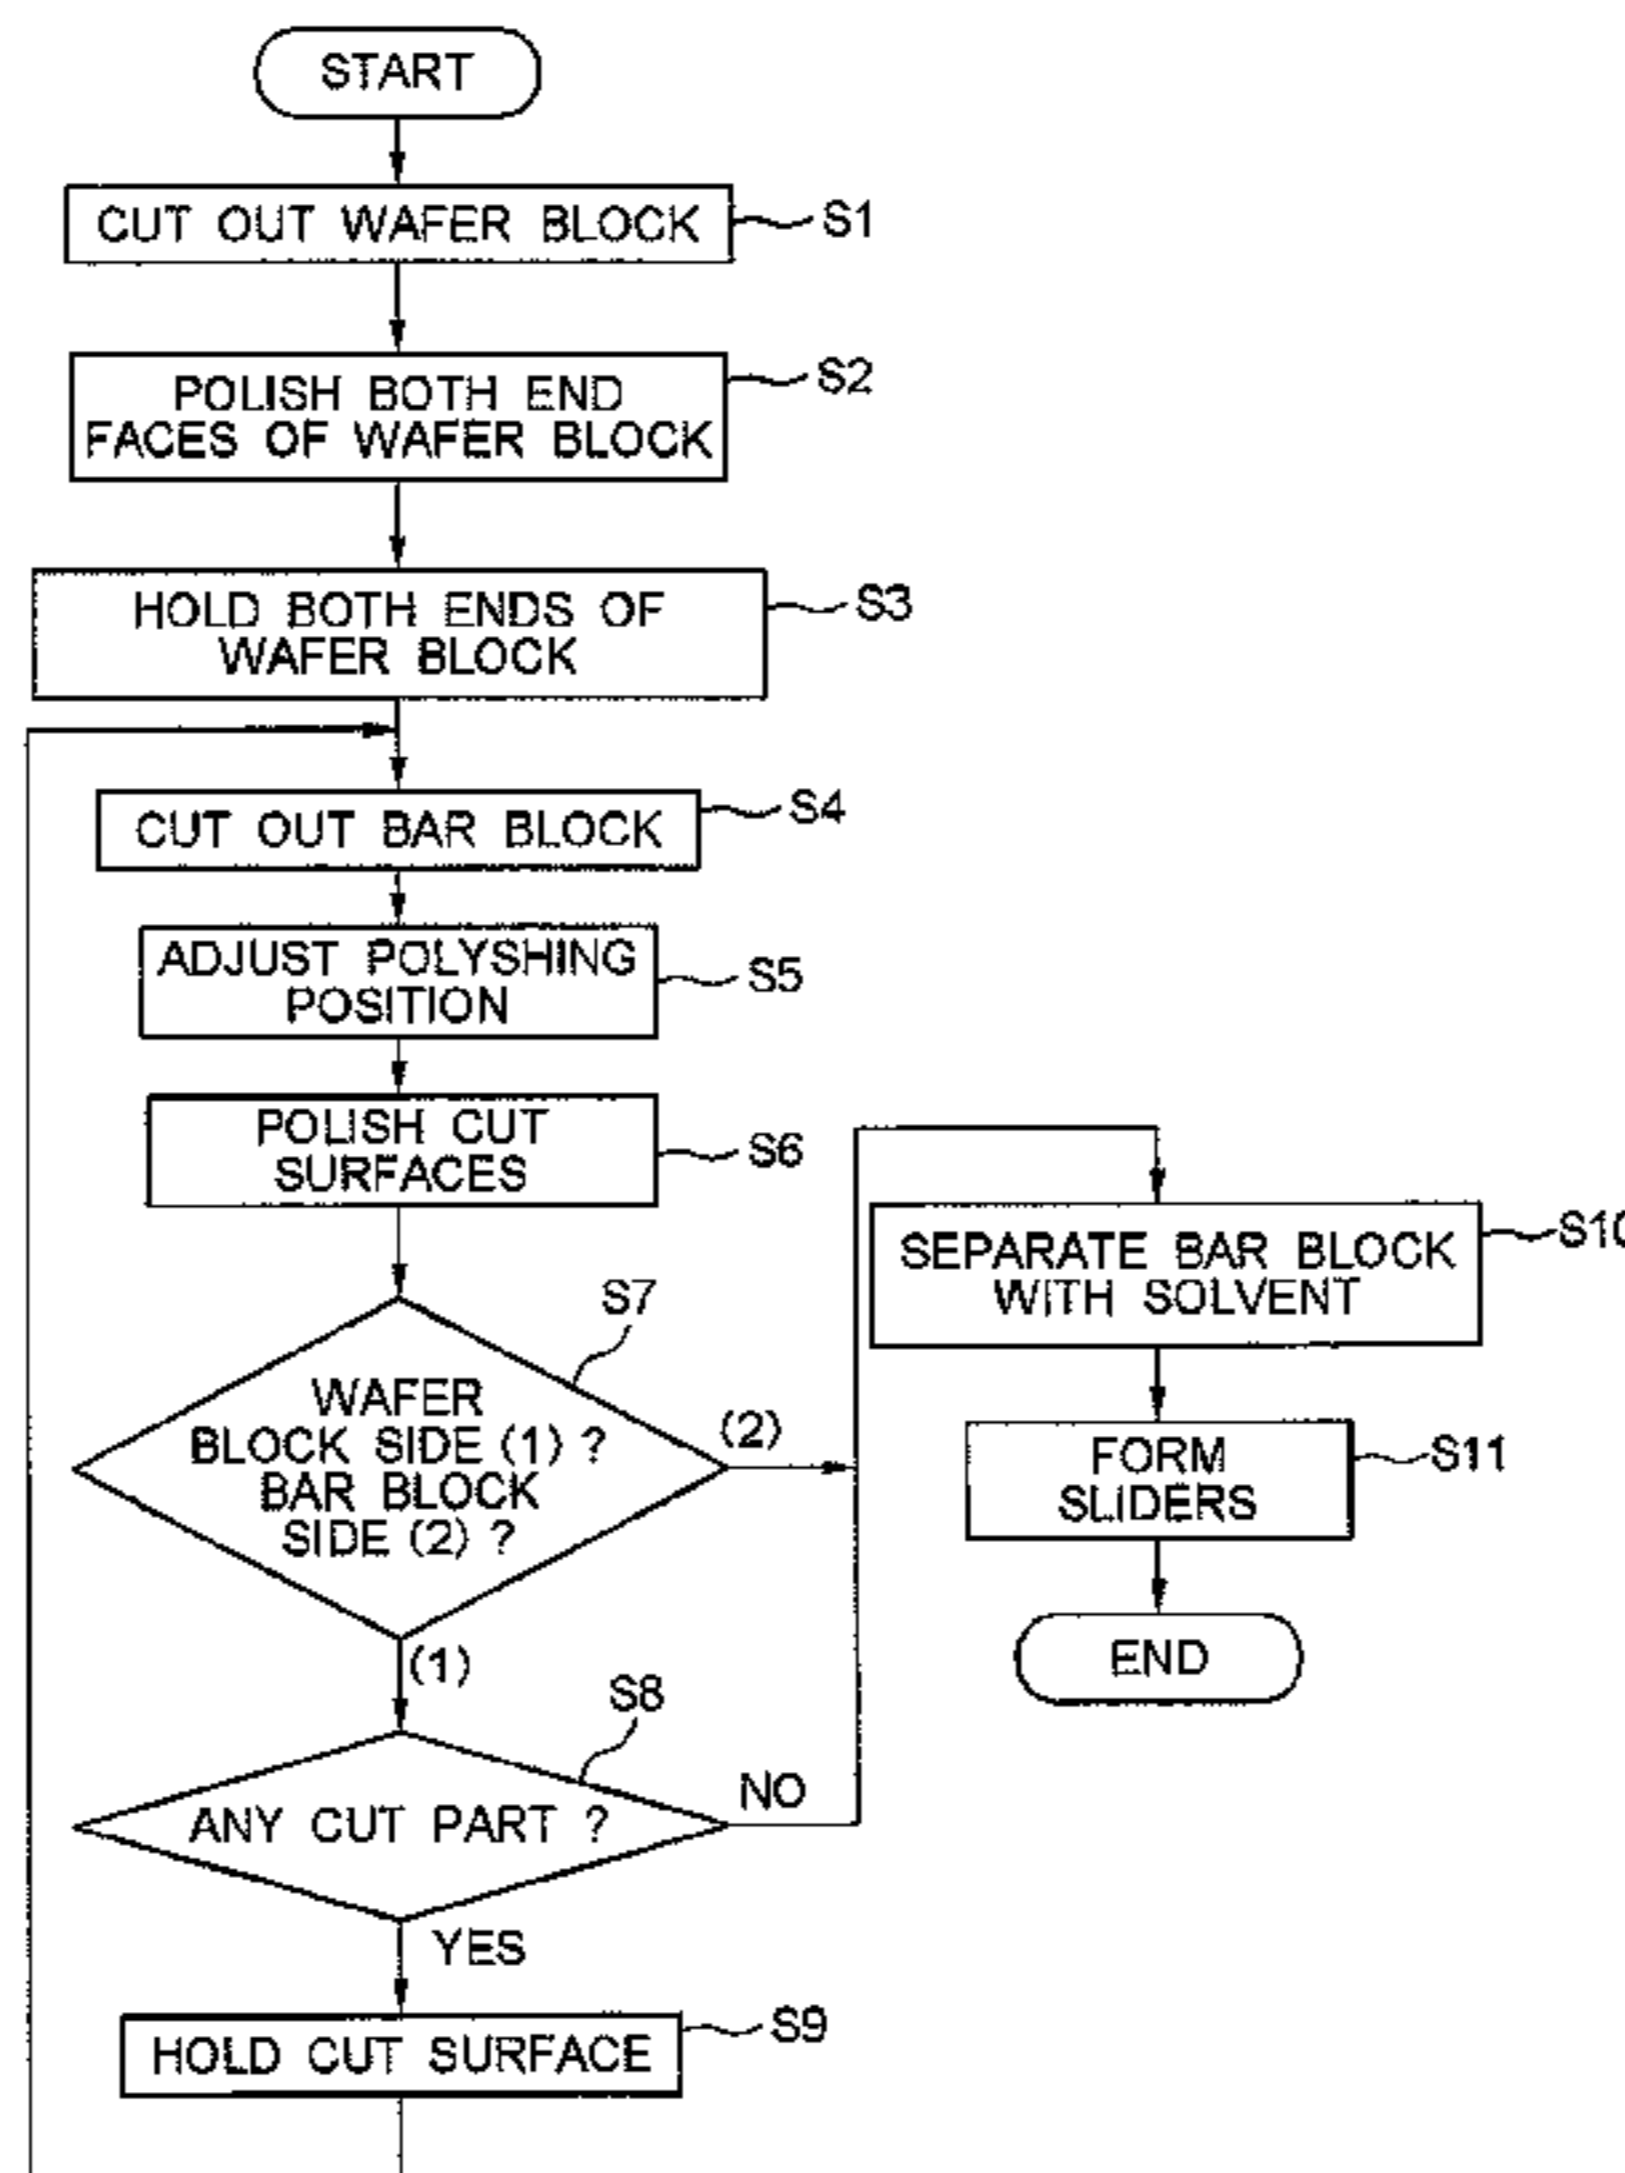 START
CUT OUT WAFER BLOCK
S1
POLISH BOTH END
FACES OF WAFER BLOCK
S2
HOLD BOTH ENDS OF
WAFER BLOCK
S3
CUT OUT BAR BLOCK
S4
ADJUST POLYSHING
POSITION
S5
POLISH CUT
SURFACES
S6
S7
WAFER
BLOCK SIDE (1) ?
BAR BLOCK
SIDE (2) ?
(2)
(1)
S8
ANY CUT PART ?
NO
YES
HOLD CUT SURFACE
S9
SEPARATE BAR BLOCK
WITH SOLVENT
S10
FORM
SLIDERS
S11
END